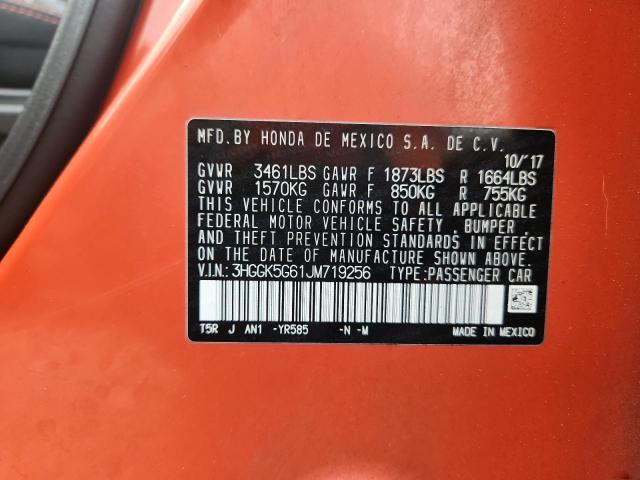 MFD. BY HONDA DE MEXICO S.A. DE C.V.
10/'17
GVWR 3461LBS GAWR F 1873LBS R 1664LBS
GVWR 1570KG GAWR F 850KG R 755KG
THIS VEHICLE CONFORMS TO ALL APPLICABLE
FEDERAL MOTOR VEHICLE SAFETY, BUMPER,
AND THEFT PREVENTION STANDARDS IN EFFECT
ON THE DATE OF MANUFACTURE SHOWN ABOVE.
V.I.N.:3HGGK5G61JM719256 TYPE:PASSENGER CAR
T5R J AN1 -YR585 -N -M MADE IN MEXICO